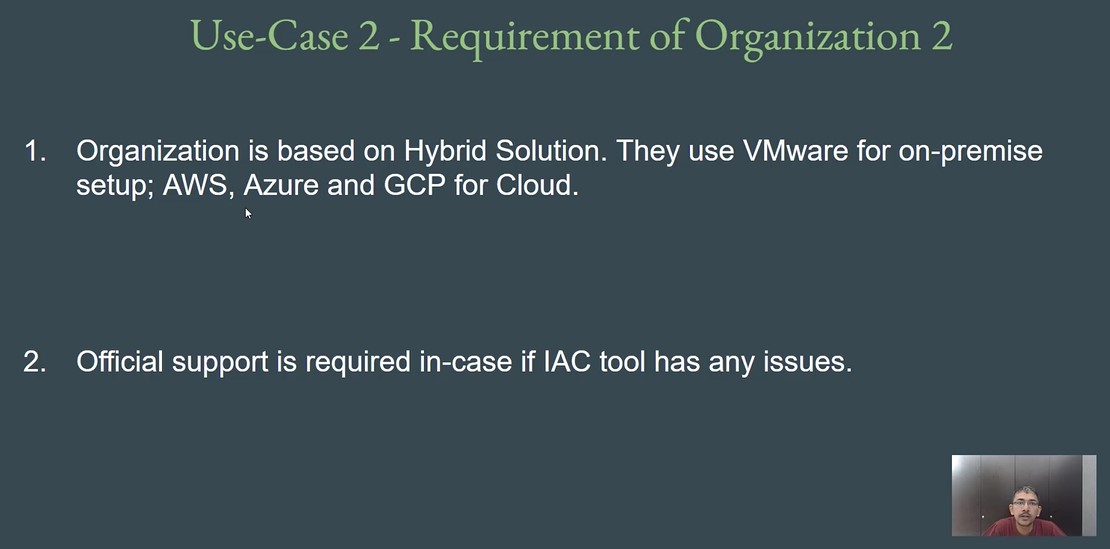 Use-Case 2 - Requirement of Organization 2
1. Organization is based on Hybrid Solution. They use VMware for on-premise
setup; AWS, Azure and GCP for Cloud.
2. Official support is required in-case if IAC tool has any issues.